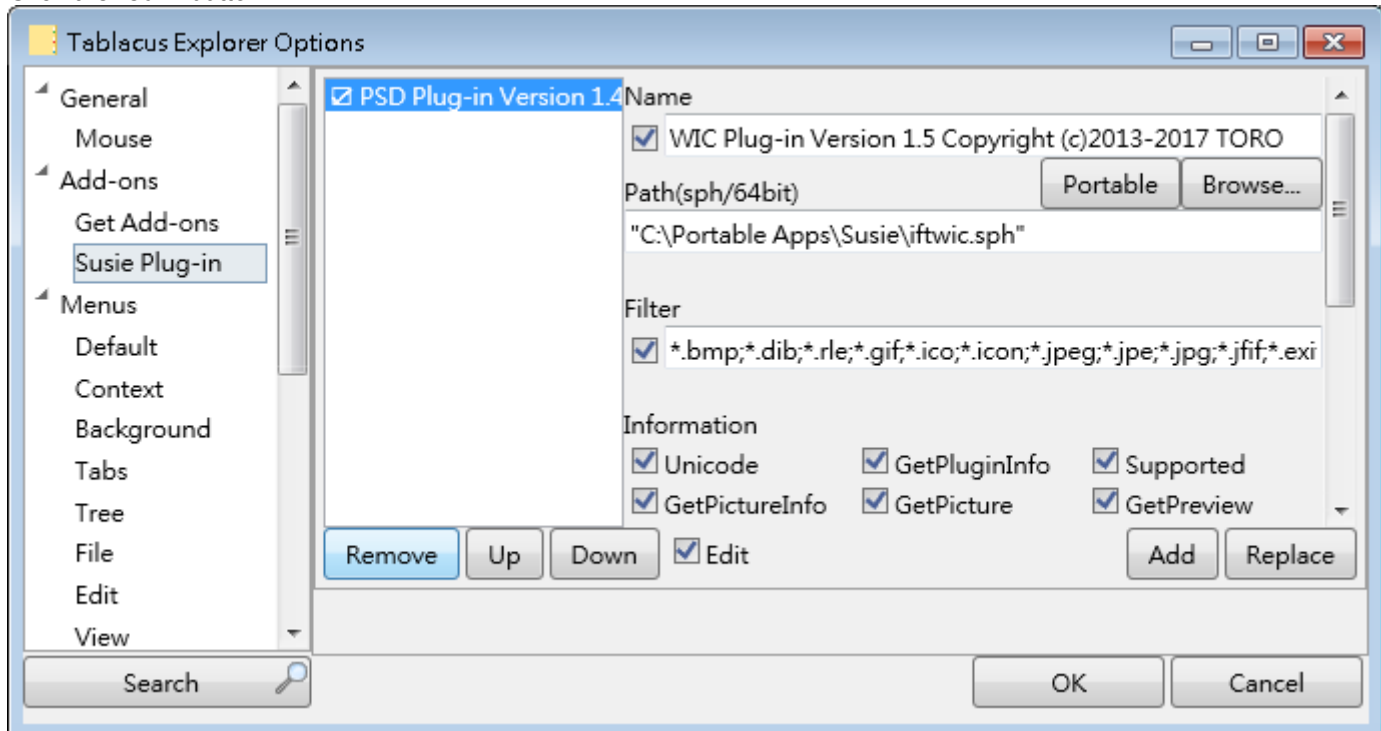 Tablacus Explorer Options
General
Mouse
Add-ons
Get Add-ons
Susie Plug-in
Menus
Default
Context
Background
Tabs
Tree
File
Edit
View
Search
PSD Plug-in Version 1.4
Remove Up Down Edit
Name
WIC Plug-in Version 1.5 Copyright (c)2013-2017 TORO
Path(sph/64bit) Portable Browse...
"C:\Portable Apps\Susie\iftwic.sph"
Filter
*.bmp;*.dib;*.rle;*.gif;*.ico;*.icon;*.jpeg;*.jpe;*.jpg;*.jfif;*.exi
Information
Unicode GetPluginInfo Supported
GetPictureInfo GetPicture GetPreview
Add Replace
OK Cancel